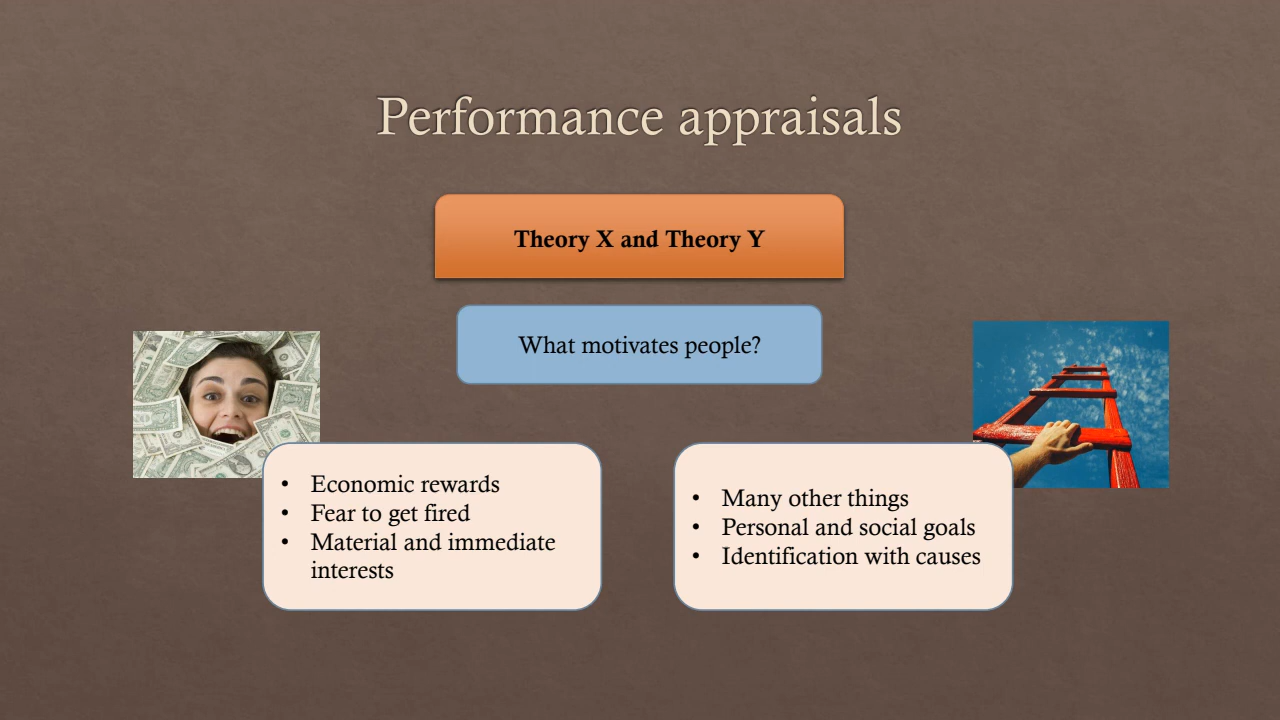 Performance appraisals
Theory X and Theory Y
What motivates people?
• Economic rewards
• Fear to get fired
• Material and immediate
interests
• Many other things
• Personal and social goals
• Identification with causes